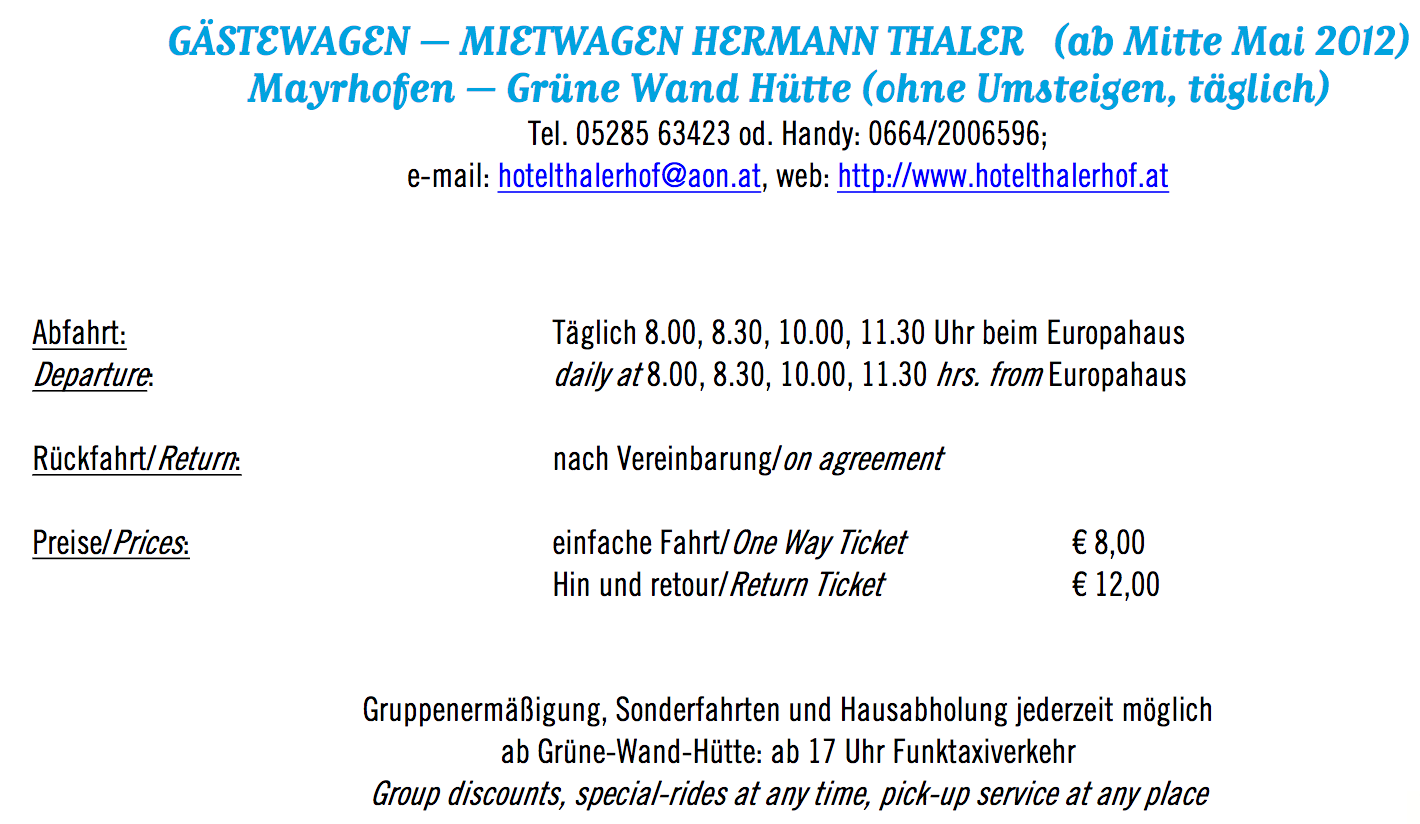 GÄSTEWAGEN – MIETWAGEN HERMANN THALER (ab Mitte Mai 2012)
Mayrhofen – Grüne Wand Hütte (ohne Umsteigen, täglich)
Tel. 05285 63423 od. Handy: 0664/2006596;
e-mail: hotelthalerhof@aon.at, web: http://www.hotelthalerhof.at
Abfahrt: Täglich 8.00, 8.30, 10.00, 11.30 Uhr beim Europahaus
Departure: daily at 8.00, 8.30, 10.00, 11.30 hrs. from Europahaus
Rückfahrt/Return: nach Vereinbarung/on agreement
Preise/Prices: einfache Fahrt/One Way Ticket € 8,00
Hin und retour/Return Ticket € 12,00
Gruppenermäßigung, Sonderfahrten und Hausabholung jederzeit möglich
ab Grüne-Wand-Hütte: ab 17 Uhr Funktaxiverkehr
Group discounts, special-rides at any time, pick-up service at any place